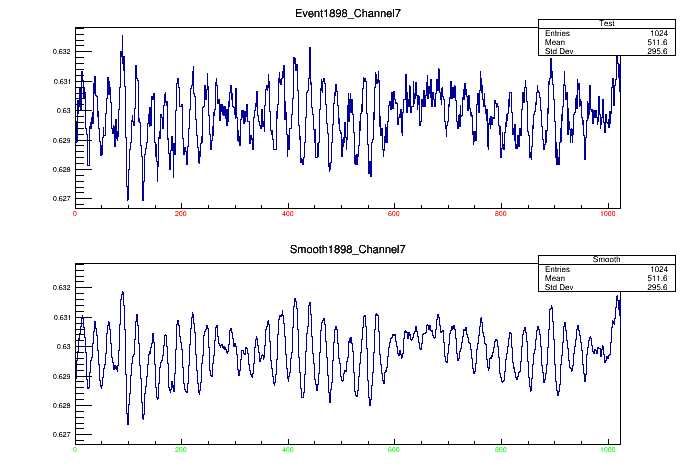 Event1898_Channel7
Test
Entries 1024
Mean 511.6
Std Dev 295.6
0.632
0.631
0.63
0.629
0.628
0.627
0 200 400 600 800 1000
Smooth1898_Channel7
Smooth
Entries 1024
Mean 511.6
Std Dev 295.6
0.632
0.631
0.63
0.629
0.628
0.627
0 200 400 600 800 1000